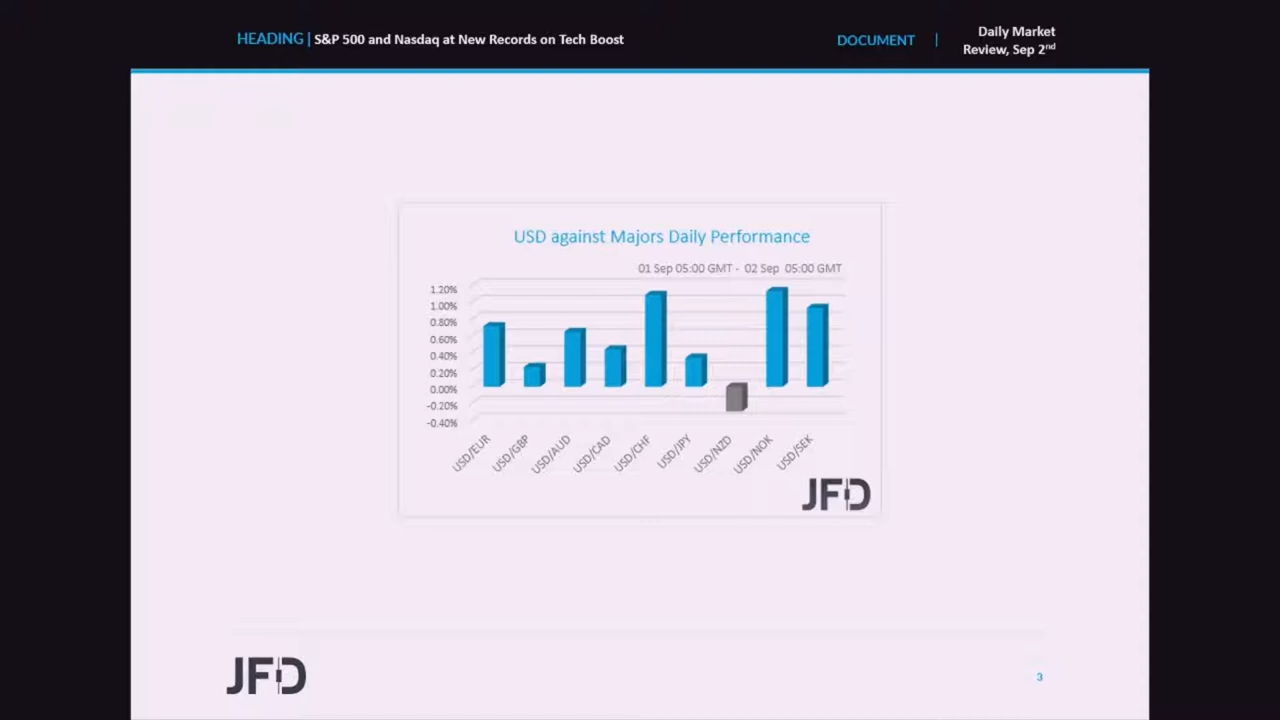 HEADING | S&P 500 and Nasdaq at New Records on Tech Boost
DOCUMENT | Daily Market
Review, Sep 2nd
USD against Majors Daily Performance
01 Sep 05:00 GMT - 02 Sep 05:00 GMT
1.20%
1.00%
0.80%
0.60%
0.40%
0.20%
0.00%
-0.20%
-0.40%
USD/EUR
USD/GBP
USD/AUD
USD/CAD
USD/CHF
USD/JPY
USD/NZD
USD/NOK
USD/SEK
JFD
JFD
3